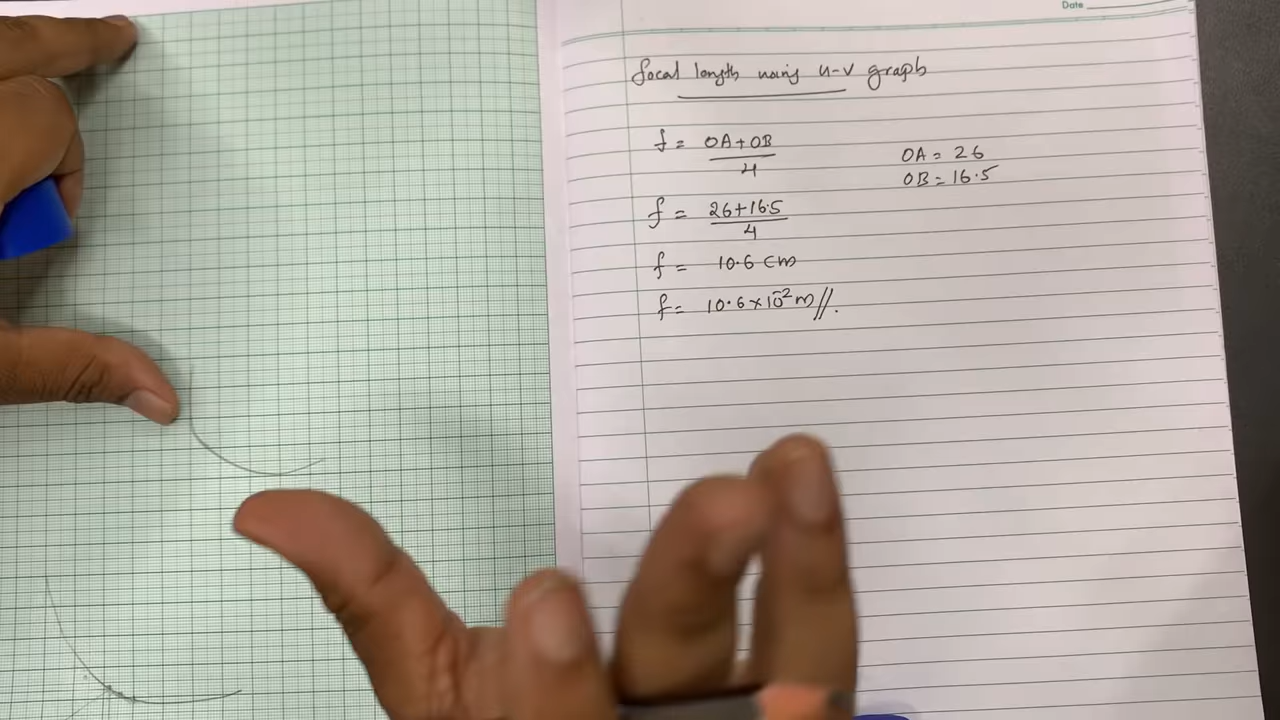 Date
focal length using u-v graph
f = OA+OB / 4
OA = 26
OB = 16.5
f = 26+16.5 / 4
f = 10.6 cm
f = 10.6 × 10⁻² m //.